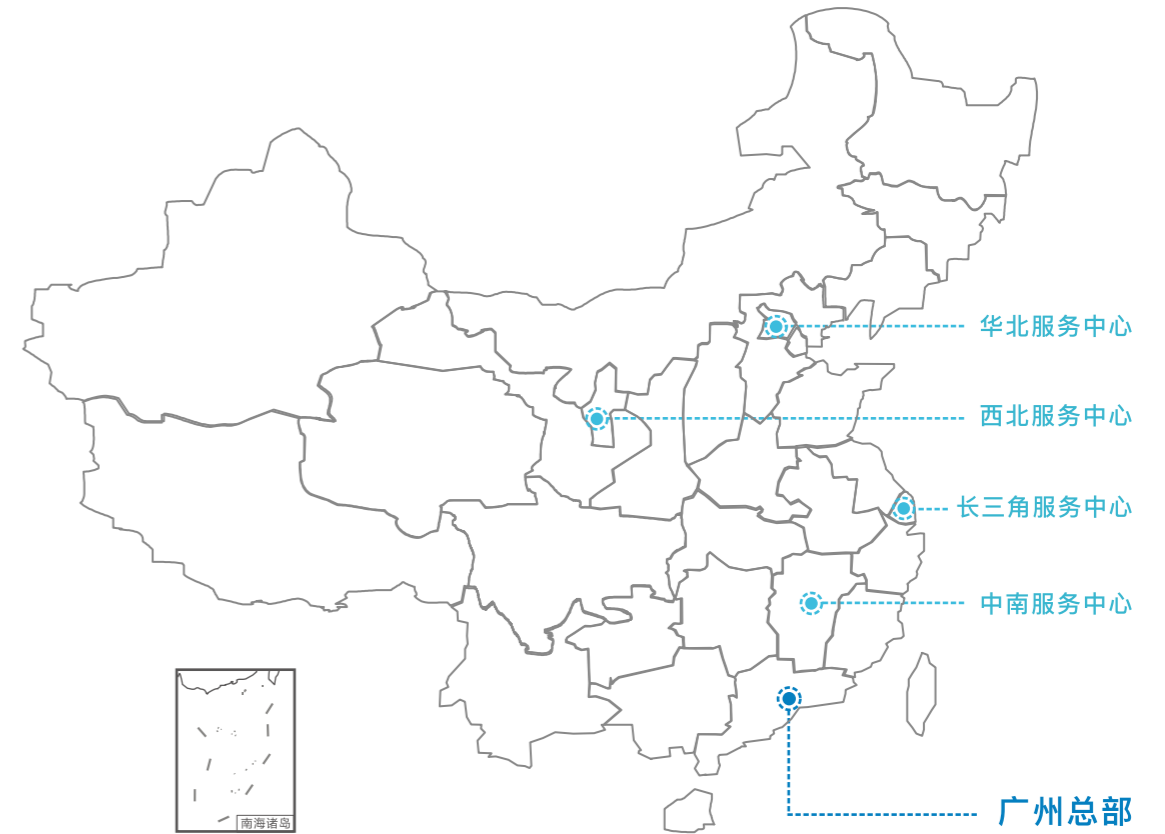 华北服务中心
西北服务中心
长三角服务中心
中南服务中心
广州总部
南海诸岛